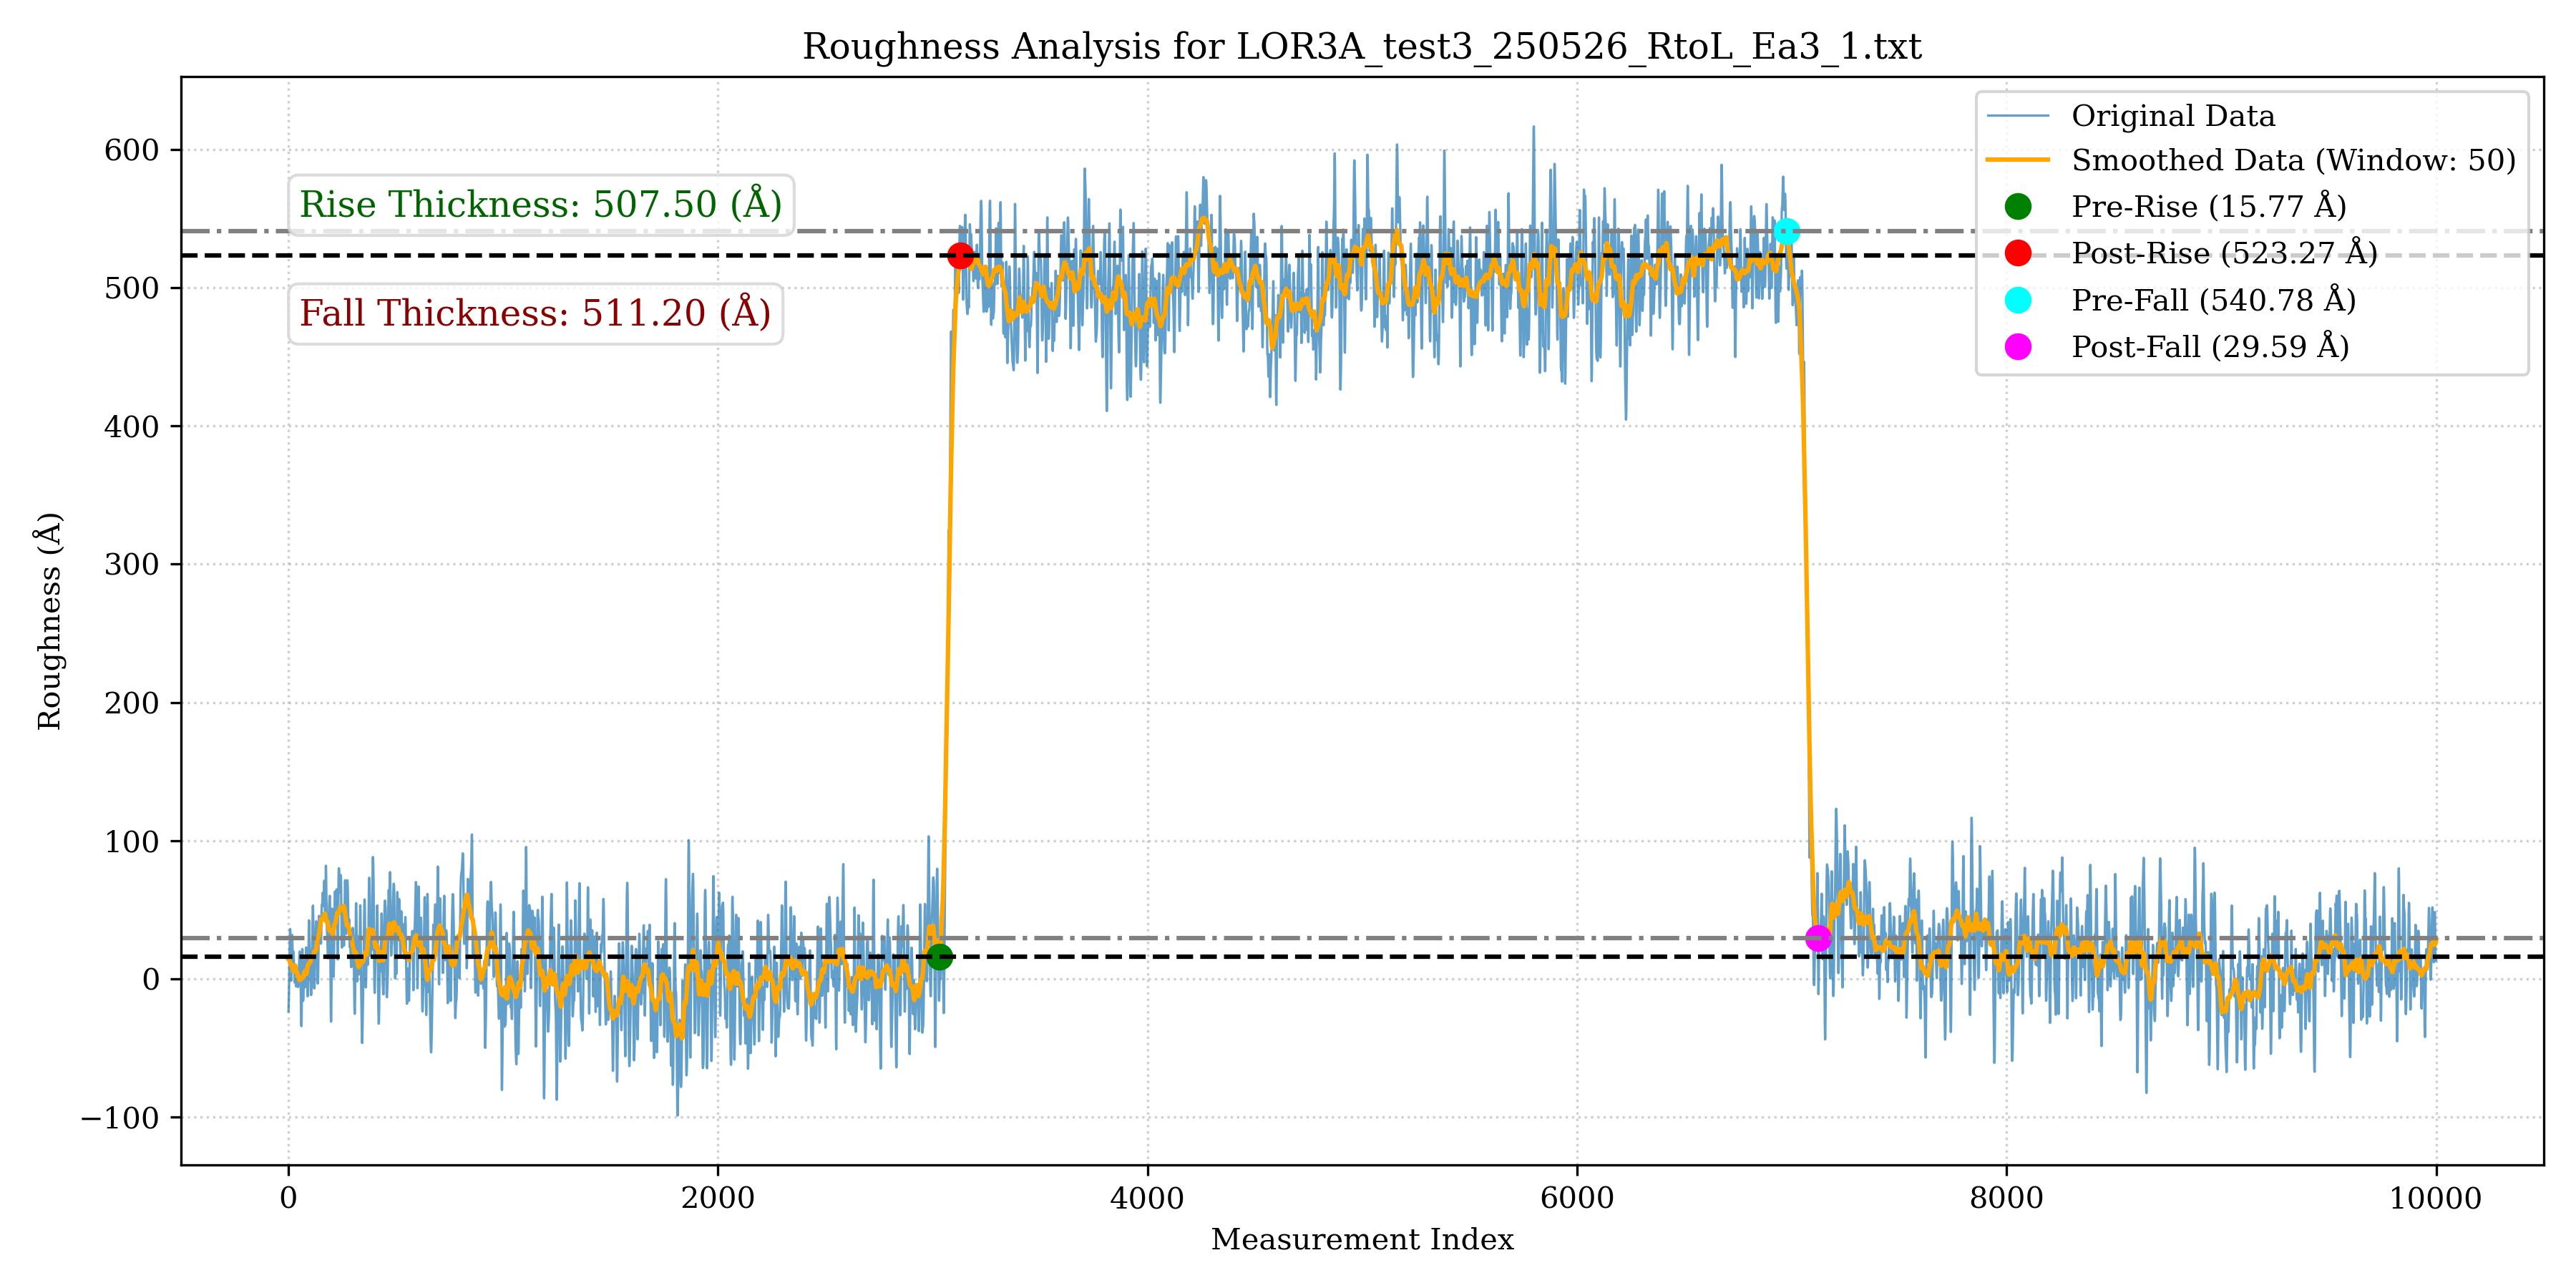 Roughness Analysis for LOR3A_test3_250526_RtoL_Ea3_1.txt
Original Data
Smoothed Data (Window: 50)
Pre-Rise (15.77 Å)
Post-Rise (523.27 Å)
Pre-Fall (540.78 Å)
Post-Fall (29.59 Å)
Rise Thickness: 507.50 (Å)
Fall Thickness: 511.20 (Å)
Roughness (Å)
600
500
400
300
200
100
0
−100
0
2000
4000
6000
8000
10000
Measurement Index